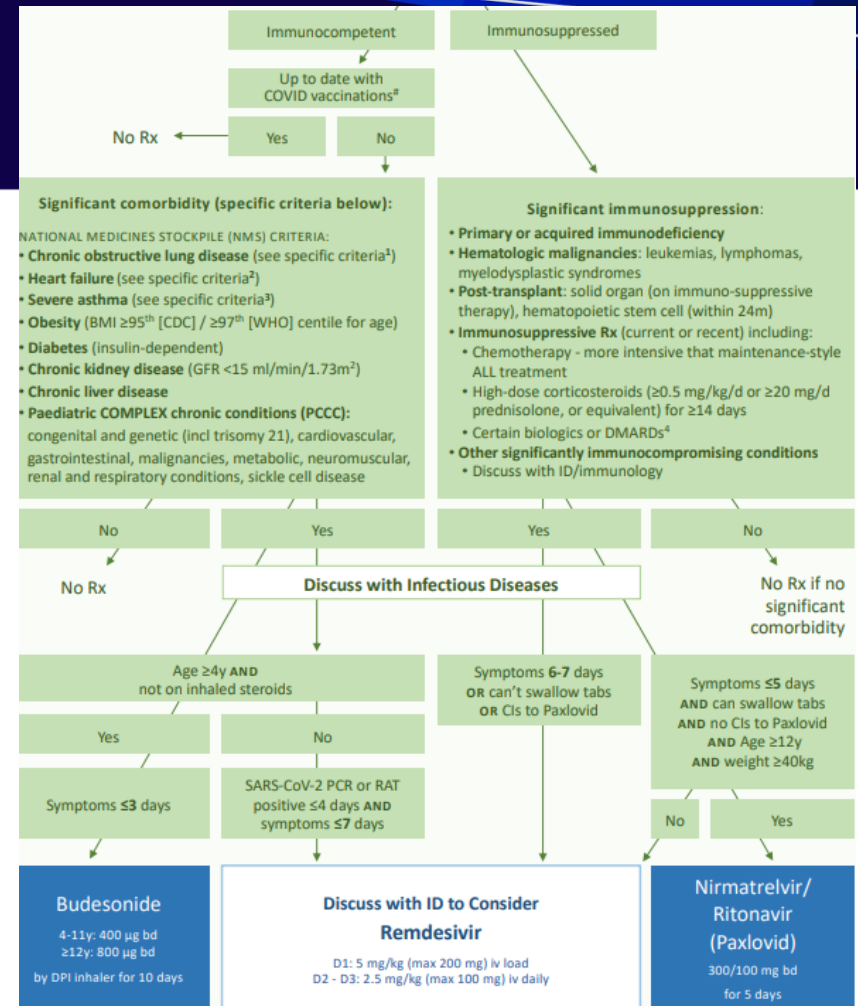 Immunocompetent
Immunosuppressed
Up to date with
COVID vaccinations#
No Rx
Yes
No
Significant comorbidity (specific criteria below):
NATIONAL MEDICINES STOCKPILE (NMS) CRITERIA:
• Chronic obstructive lung disease (see specific criteria¹)
• Heart failure (see specific criteria²)
• Severe asthma (see specific criteria³)
• Obesity (BMI ≥95th [CDC] / ≥97th [WHO] centile for age)
• Diabetes (insulin-dependent)
• Chronic kidney disease (GFR <15 ml/min/1.73m²)
• Chronic liver disease
• Paediatric COMPLEX chronic conditions (PCCC):
congenital and genetic (incl trisomy 21), cardiovascular,
gastrointestinal, malignancies, metabolic, neuromuscular,
renal and respiratory conditions, sickle cell disease
Significant immunosuppression:
• Primary or acquired immunodeficiency
• Hematologic malignancies: leukemias, lymphomas,
myelodysplastic syndromes
• Post-transplant: solid organ (on immuno-suppressive
therapy), hematopoietic stem cell (within 24m)
• Immunosuppressive Rx (current or recent) including:
• Chemotherapy - more intensive that maintenance-style
ALL treatment
• High-dose corticosteroids (≥0.5 mg/kg/d or ≥20 mg/d
prednisolone, or equivalent) for ≥14 days
• Certain biologics or DMARDs⁴
• Other significantly immunocompromising conditions
• Discuss with ID/immunology
No
Yes
Yes
No
No Rx
Discuss with Infectious Diseases
No Rx if no
significant
comorbidity
Age ≥4y AND
not on inhaled steroids
Symptoms 6-7 days
OR can't swallow tabs
OR CIs to Paxlovid
Symptoms ≤5 days
AND can swallow tabs
AND no CIs to Paxlovid
AND Age ≥12y
AND weight ≥40kg
Yes
No
Symptoms ≤3 days
SARS-CoV-2 PCR or RAT
positive ≤4 days AND
symptoms ≤7 days
No
Yes
Budesonide
4-11y: 400 µg bd
≥12y: 800 µg bd
by DPI inhaler for 10 days
Discuss with ID to Consider
Remdesivir
D1: 5 mg/kg (max 200 mg) iv load
D2 - D3: 2.5 mg/kg (max 100 mg) iv daily
Nirmatrelvir/
Ritonavir
(Paxlovid)
300/100 mg bd
for 5 days